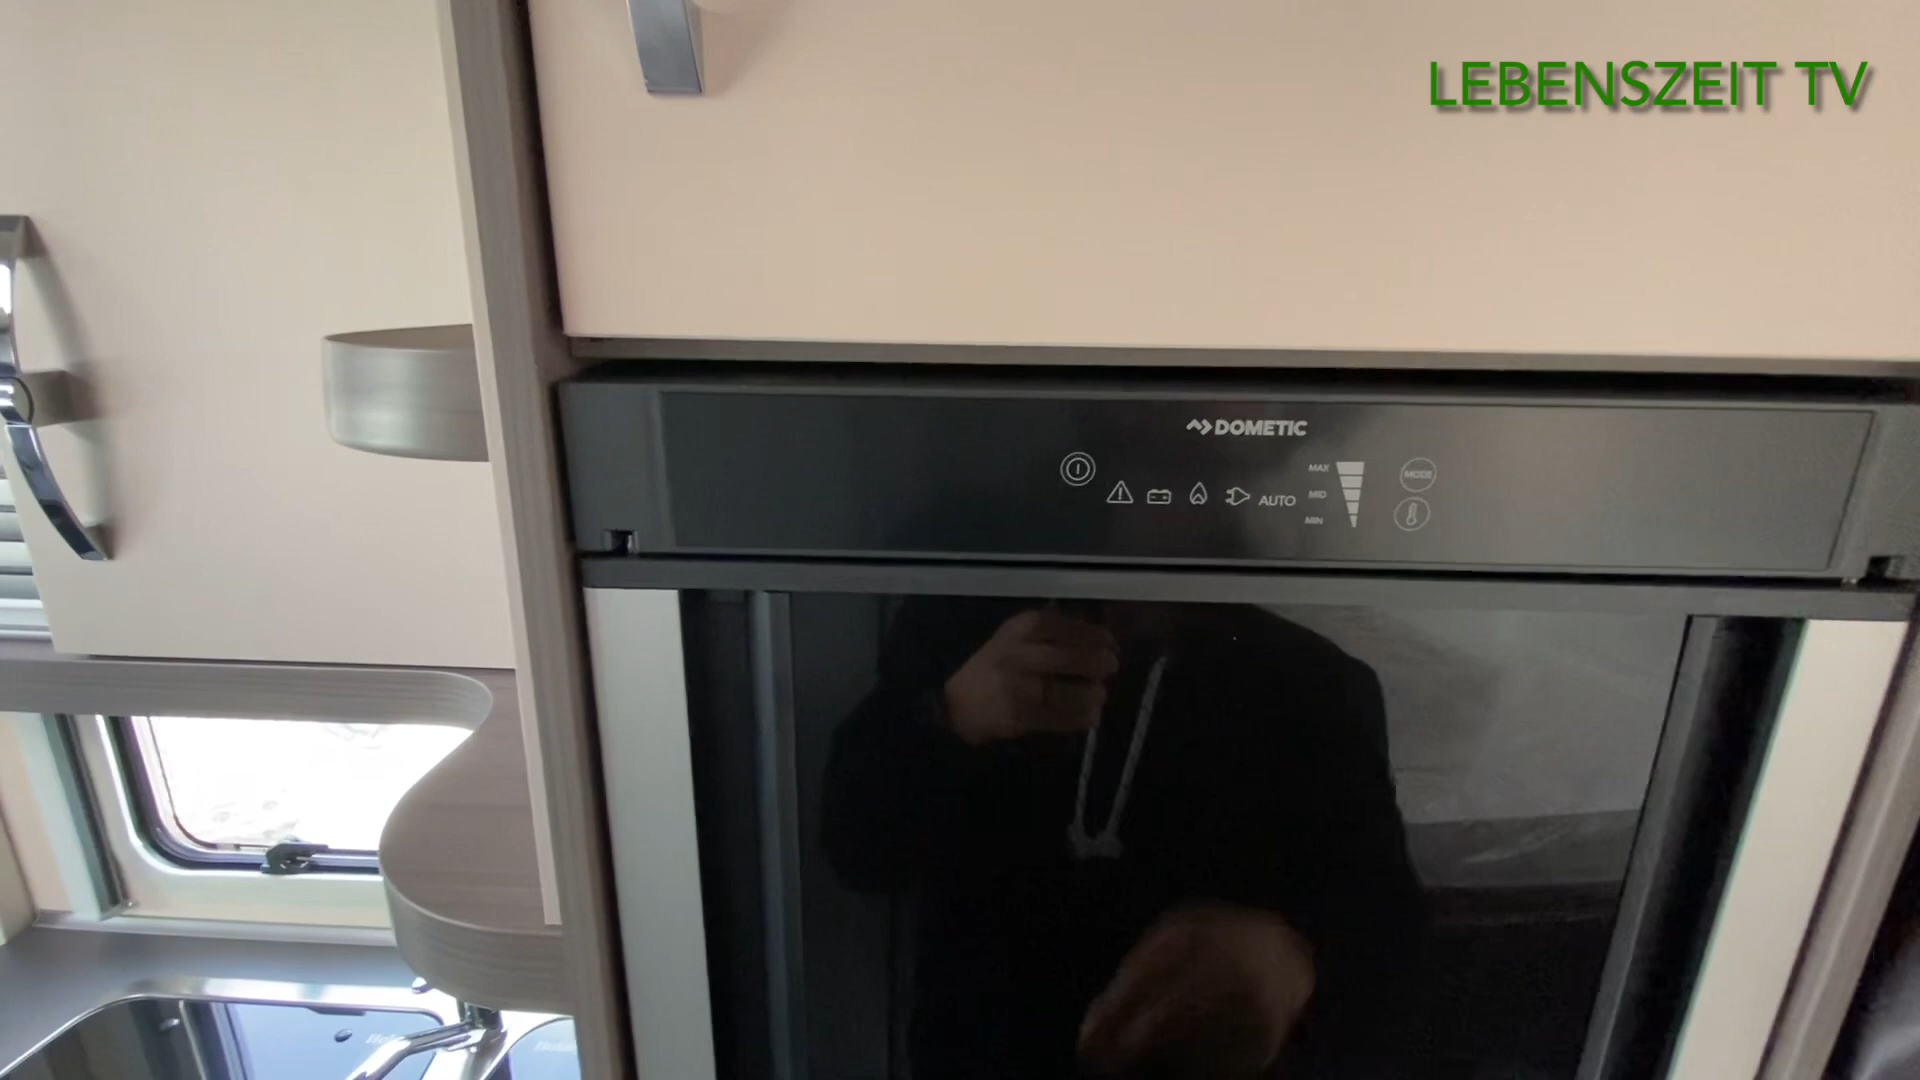 LEBENSZEIT TV
DOMETIC
MAX
MODE
MID
AUTO
MIN